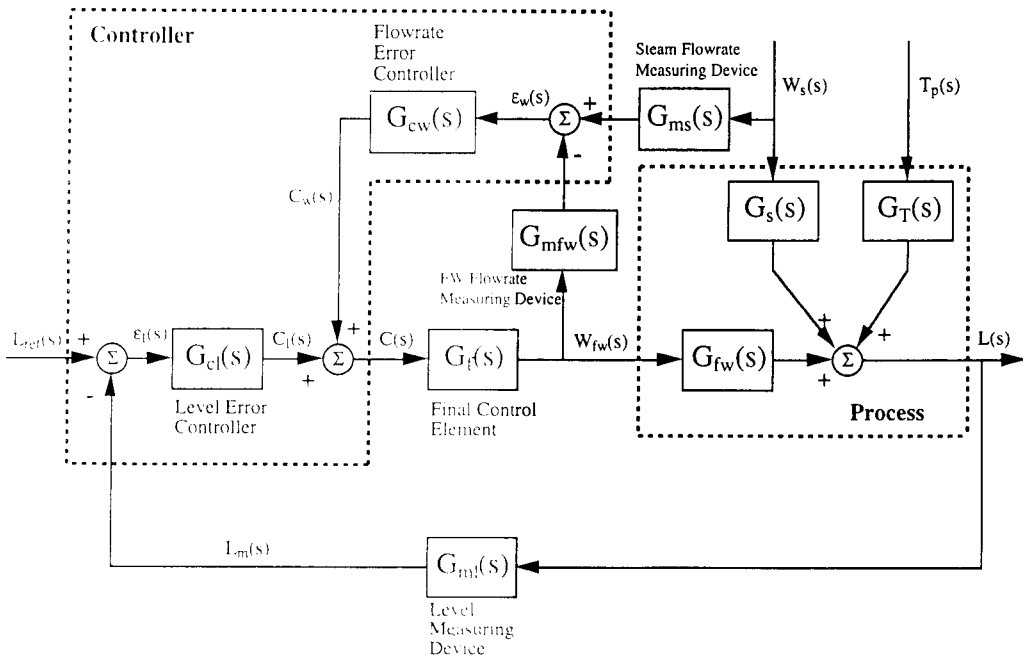 Controller
Flowrate
Error
Controller
Steam Flowrate
Measuring Device
Ws(s)
Tp(s)
εw(s)
+
Gcw(s)
Σ
Gms(s)
-
Cw(s)
Gmfw(s)
Gs(s)
GT(s)
FW Flowrate
Measuring Device
Lref(s)
+
εl(s)
Cl(s)
+
C(s)
Wfw(s)
+
+
L(s)
Σ
Gcl(s)
Σ
Gf(s)
Gfw(s)
Σ
-
+
+
Level Error
Controller
Final Control
Element
Process
Lm(s)
Gml(s)
Level
Measuring
Device